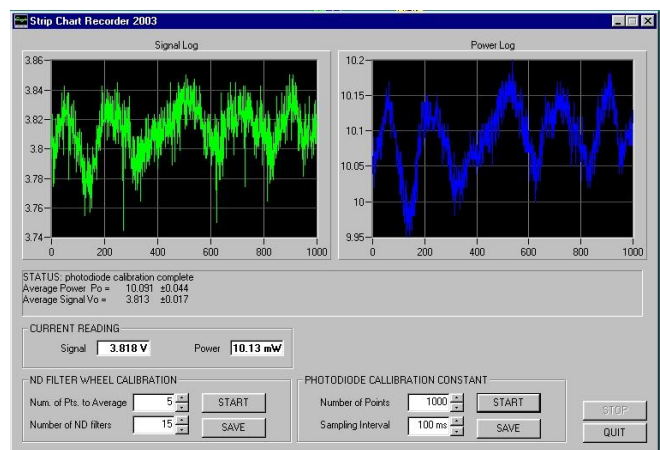 Strip Chart Recorder 2003
Signal Log
3.86
3.84
3.82
3.8
3.78
3.76
3.74
0 200 400 600 800 1000
Power Log
10.2
10.15
10.1
10.05
10
9.95
0 200 400 600 800 1000
STATUS: photodiode calibration complete
Average Power Po = 10.091 ±0.044
Average Signal Vo = 3.813 ±0.017
CURRENT READING
Signal 3.818 V Power 10.13 mW
ND FILTER WHEEL CALIBRATION
Num. of Pts. to Average 5 START
Number of ND filters 15 SAVE
PHOTODIODE CALLIBRATION CONSTANT
Number of Points 1000 START
Sampling Interval 100 ms SAVE
STOP
QUIT